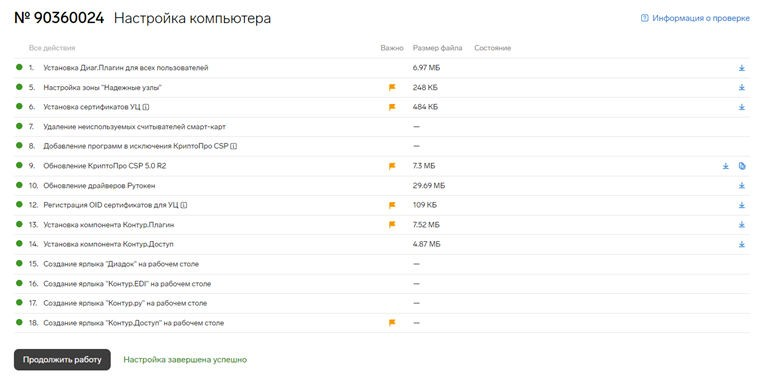 № 90360024 Настройка компьютера Информация о проверке
Все действия Важно Размер файла Состояние
1. Установка Диаг.Плагин для всех пользователей 6.97 МБ
5. Настройка зоны "Надежные узлы" 248 КБ
6. Установка сертификатов УЦ 484 КБ
7. Удаление неиспользуемых считывателей смарт-карт —
8. Добавление программ в исключения КриптоПро CSP —
9. Обновление КриптоПро CSP 5.0 R2 7.3 МБ
10. Обновление драйверов Рутокен 29.69 МБ
12. Регистрация OID сертификатов для УЦ 109 КБ
13. Установка компонента Контур.Плагин 7.52 МБ
14. Установка компонента Контур.Доступ 4.87 МБ
15. Создание ярлыка "Диадок" на рабочем столе —
16. Создание ярлыка "Контур.EDI" на рабочем столе —
17. Создание ярлыка "Контур.ру" на рабочем столе —
18. Создание ярлыка "Контур.Доступ" на рабочем столе —
Продолжить работу Настройка завершена успешно